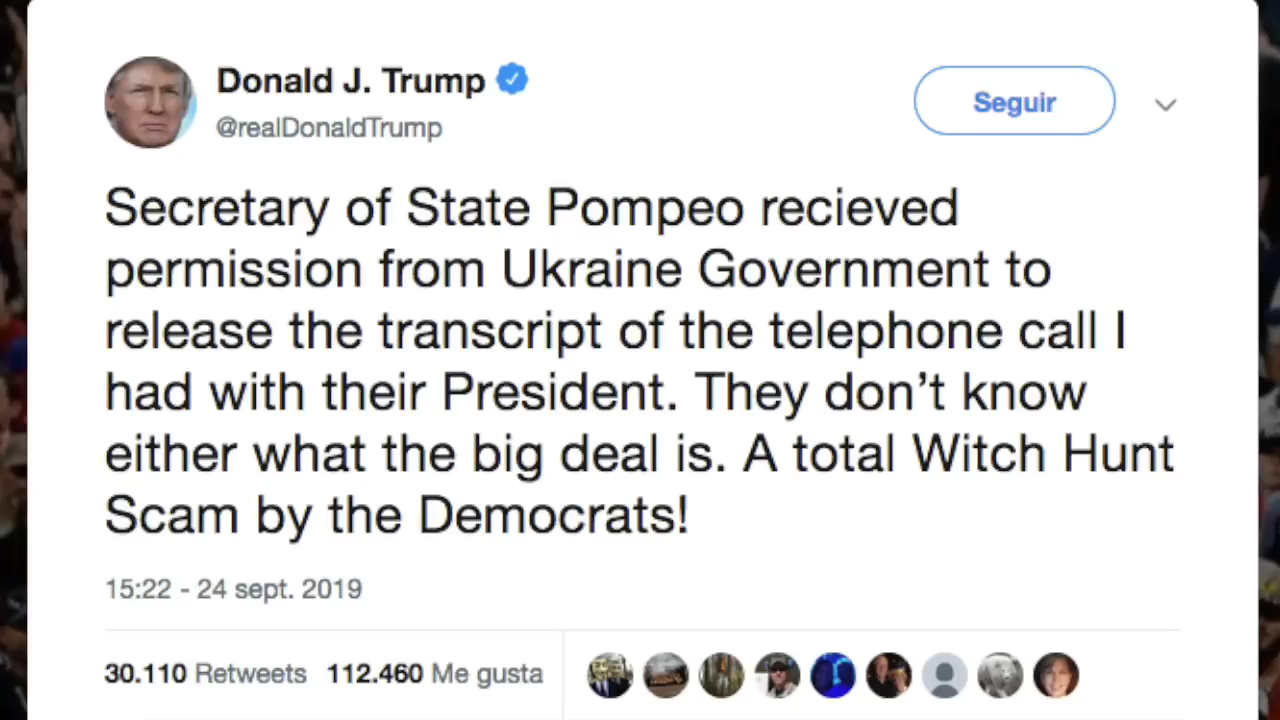 Donald J. Trump
@realDonaldTrump
Seguir
Secretary of State Pompeo recieved
permission from Ukraine Government to
release the transcript of the telephone call I
had with their President. They don’t know
either what the big deal is. A total Witch Hunt
Scam by the Democrats!
15:22 - 24 sept. 2019
30.110 Retweets 112.460 Me gusta